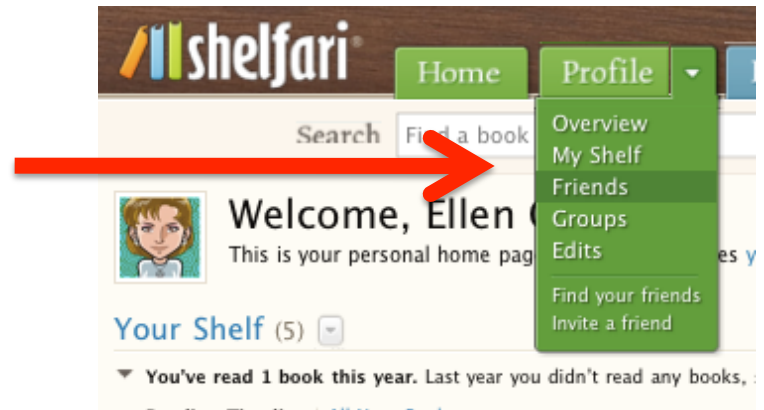 shelfari
Home Profile
Search Find a book
Overview
My Shelf
Friends
Groups
Edits
Find your friends
Invite a friend
Welcome, Ellen
This is your personal home
Your Shelf (5)
You've read 1 book this year. Last year you didn't read any books,